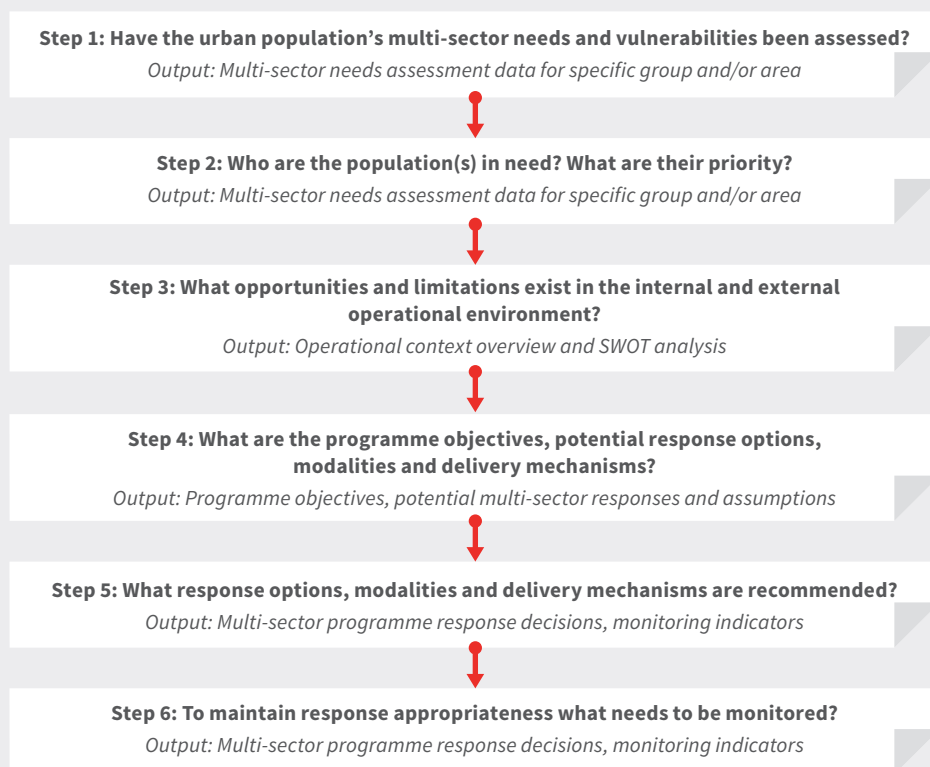 Step 1: Have the urban population’s multi-sector needs and vulnerabilities been assessed?
Output: Multi-sector needs assessment data for specific group and/or area
Step 2: Who are the population(s) in need? What are their priority?
Output: Multi-sector needs assessment data for specific group and/or area
Step 3: What opportunities and limitations exist in the internal and external
operational environment?
Output: Operational context overview and SWOT analysis
Step 4: What are the programme objectives, potential response options,
modalities and delivery mechanisms?
Output: Programme objectives, potential multi-sector responses and assumptions
Step 5: What response options, modalities and delivery mechanisms are recommended?
Output: Multi-sector programme response decisions, monitoring indicators
Step 6: To maintain response appropriateness what needs to be monitored?
Output: Multi-sector programme response decisions, monitoring indicators